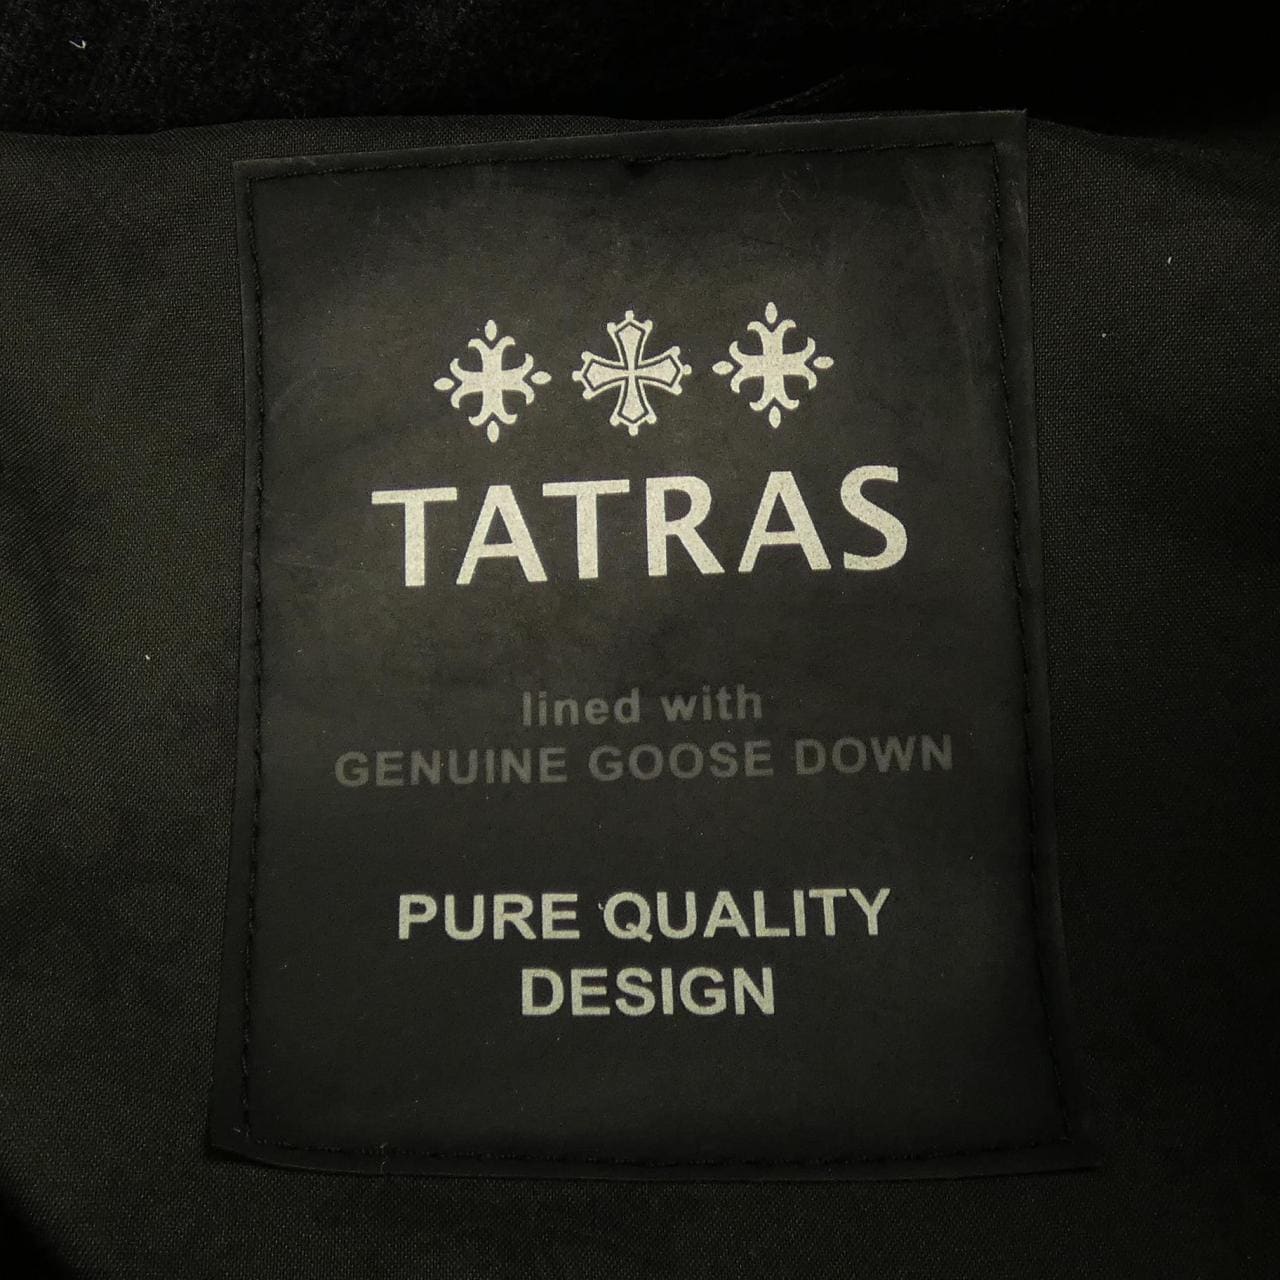 TATRAS
lined with
GENUINE GOOSE DOWN
PURE QUALITY
DESIGN